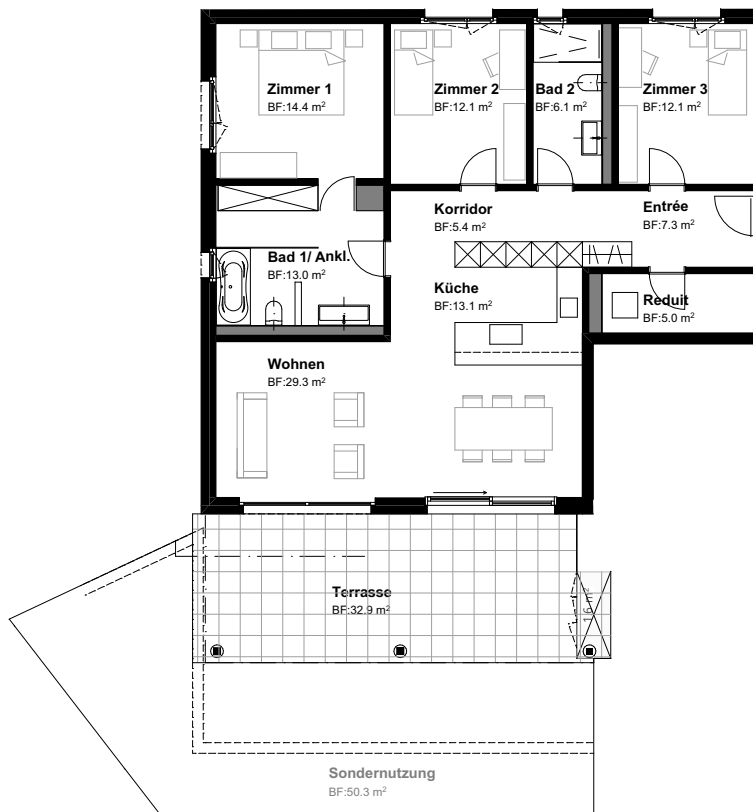 Zimmer 1
BF:14.4 m²
Zimmer 2
BF:12.1 m²
Bad 2
BF:6.1 m²
Zimmer 3
BF:12.1 m²
Korridor
BF:5.4 m²
Entrée
BF:7.3 m²
Bad 1/ Ankl.
BF:13.0 m²
Küche
BF:13.1 m²
Reduit
BF:5.0 m²
Wohnen
BF:29.3 m²
Terrasse
BF:32.9 m²
1.6 m²
Sondernutzung
BF:50.3 m²